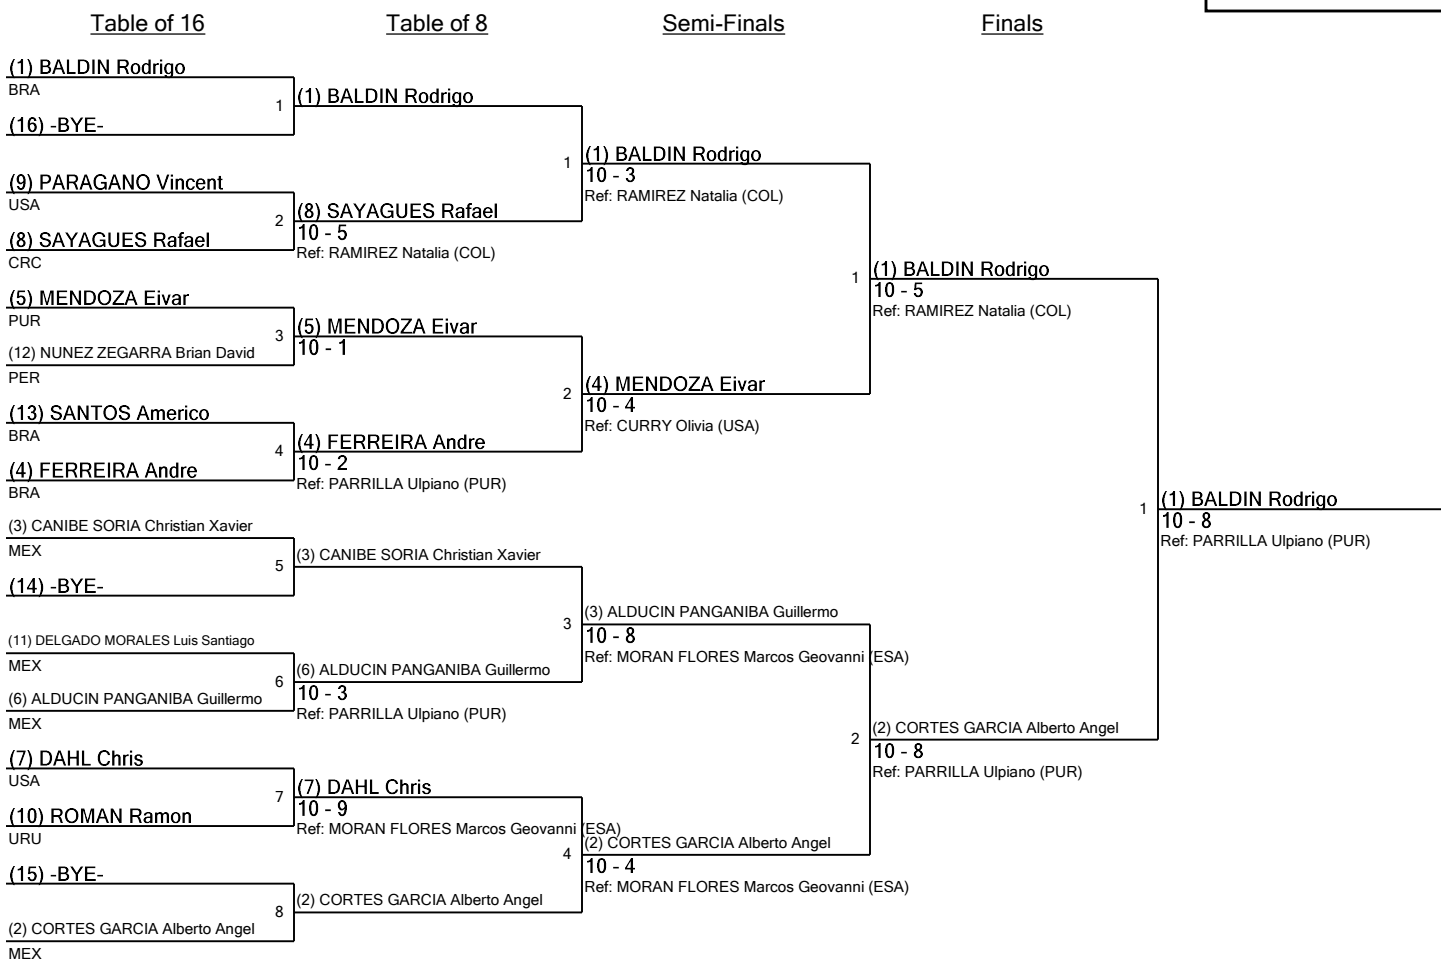 Table of 16
Table of 8
Semi-Finals
Finals
(1) BALDIN Rodrigo
BRA
(16) -BYE-
(9) PARAGANO Vincent
USA
(8) SAYAGUES Rafael
CRC
(5) MENDOZA Eivar
PUR
(12) NUNEZ ZEGARRA Brian David
PER
(13) SANTOS Americo
BRA
(4) FERREIRA Andre
BRA
(3) CANIBE SORIA Christian Xavier
MEX
(14) -BYE-
(11) DELGADO MORALES Luis Santiago
MEX
(6) ALDUCIN PANGANIBA Guillermo
MEX
(7) DAHL Chris
USA
(10) ROMAN Ramon
URU
(15) -BYE-
(2) CORTES GARCIA Alberto Angel
MEX
1
(1) BALDIN Rodrigo
2
(8) SAYAGUES Rafael
10 - 5
Ref: RAMIREZ Natalia (COL)
3
(5) MENDOZA Eivar
10 - 1
4
(4) FERREIRA Andre
10 - 2
Ref: PARRILLA Ulpiano (PUR)
5
(3) CANIBE SORIA Christian Xavier
6
(6) ALDUCIN PANGANIBA Guillermo
10 - 3
Ref: PARRILLA Ulpiano (PUR)
7
(7) DAHL Chris
10 - 9
Ref: MORAN FLORES Marcos Geovanni (ESA)
8
(2) CORTES GARCIA Alberto Angel
1
(1) BALDIN Rodrigo
10 - 3
Ref: RAMIREZ Natalia (COL)
2
(4) MENDOZA Eivar
10 - 4
Ref: CURRY Olivia (USA)
3
(3) ALDUCIN PANGANIBA Guillermo
10 - 8
Ref: MORAN FLORES Marcos Geovanni (ESA)
4
(2) CORTES GARCIA Alberto Angel
10 - 4
Ref: MORAN FLORES Marcos Geovanni (ESA)
1
(1) BALDIN Rodrigo
10 - 5
Ref: RAMIREZ Natalia (COL)
2
(2) CORTES GARCIA Alberto Angel
10 - 8
Ref: PARRILLA Ulpiano (PUR)
1
(1) BALDIN Rodrigo
10 - 8
Ref: PARRILLA Ulpiano (PUR)